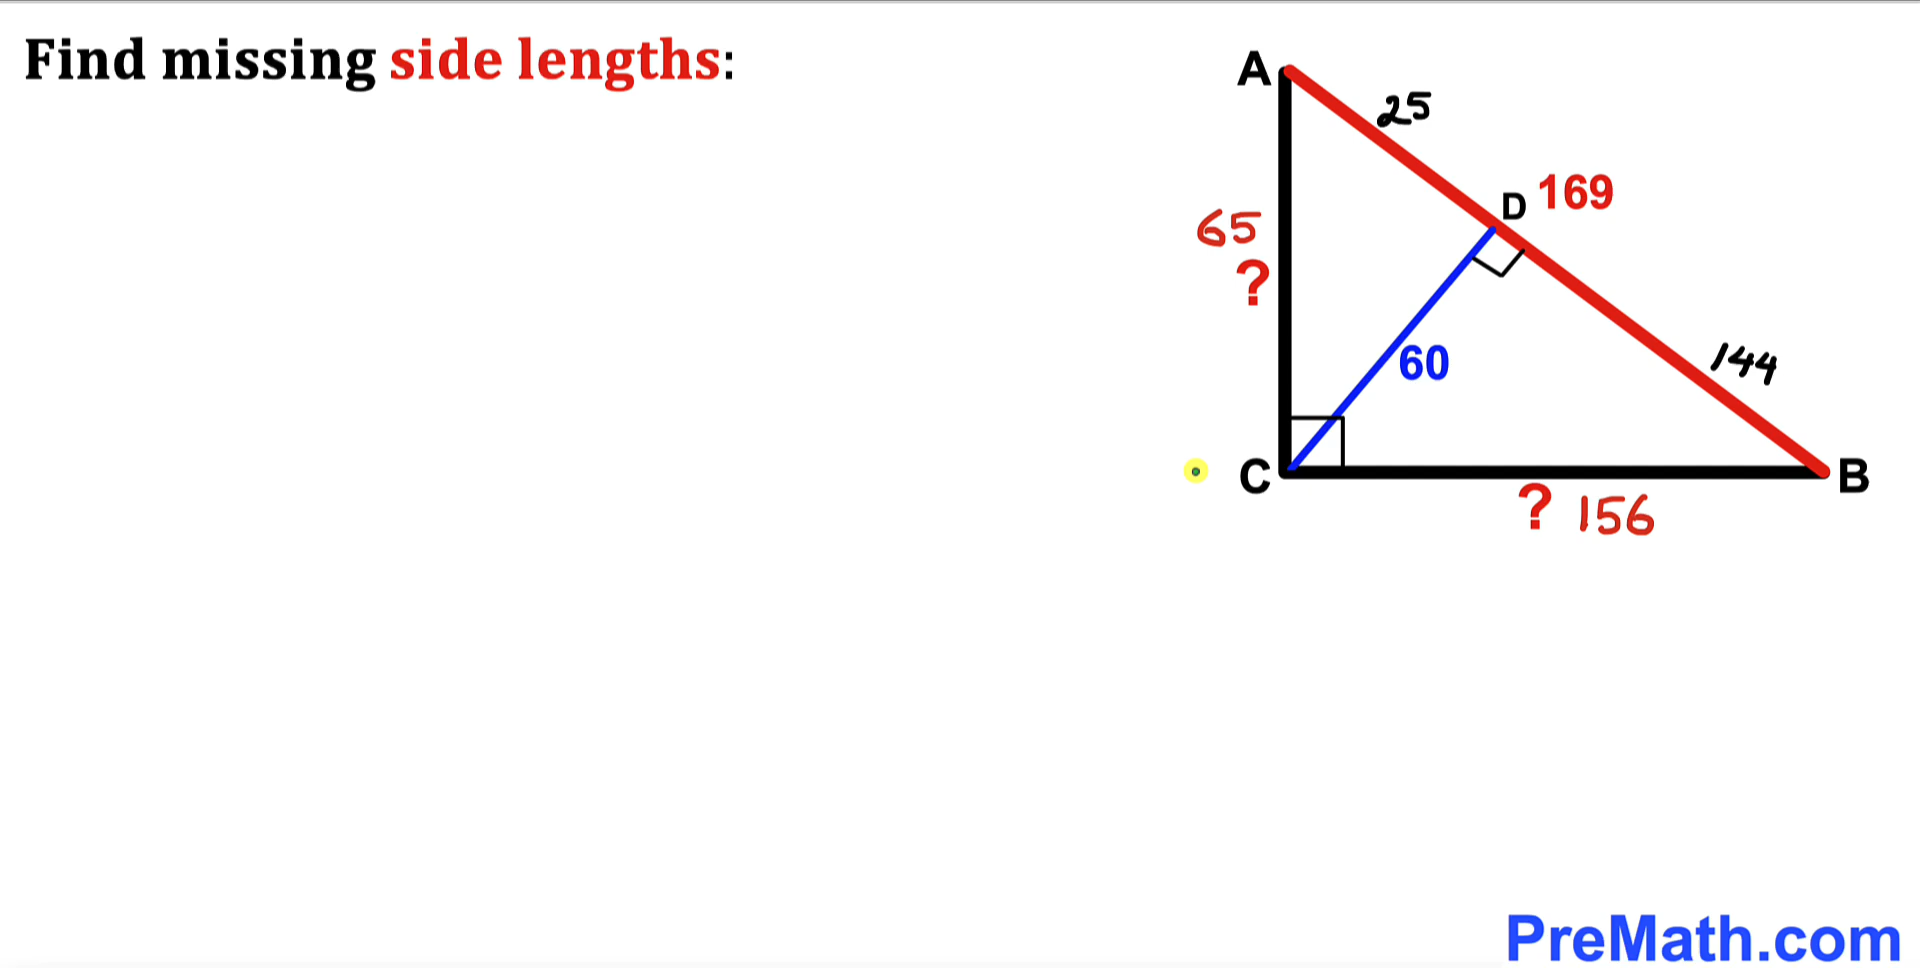 Find missing side lengths:
A
25
D 169
65
?
60
144
C
B
? 156
PreMath.com